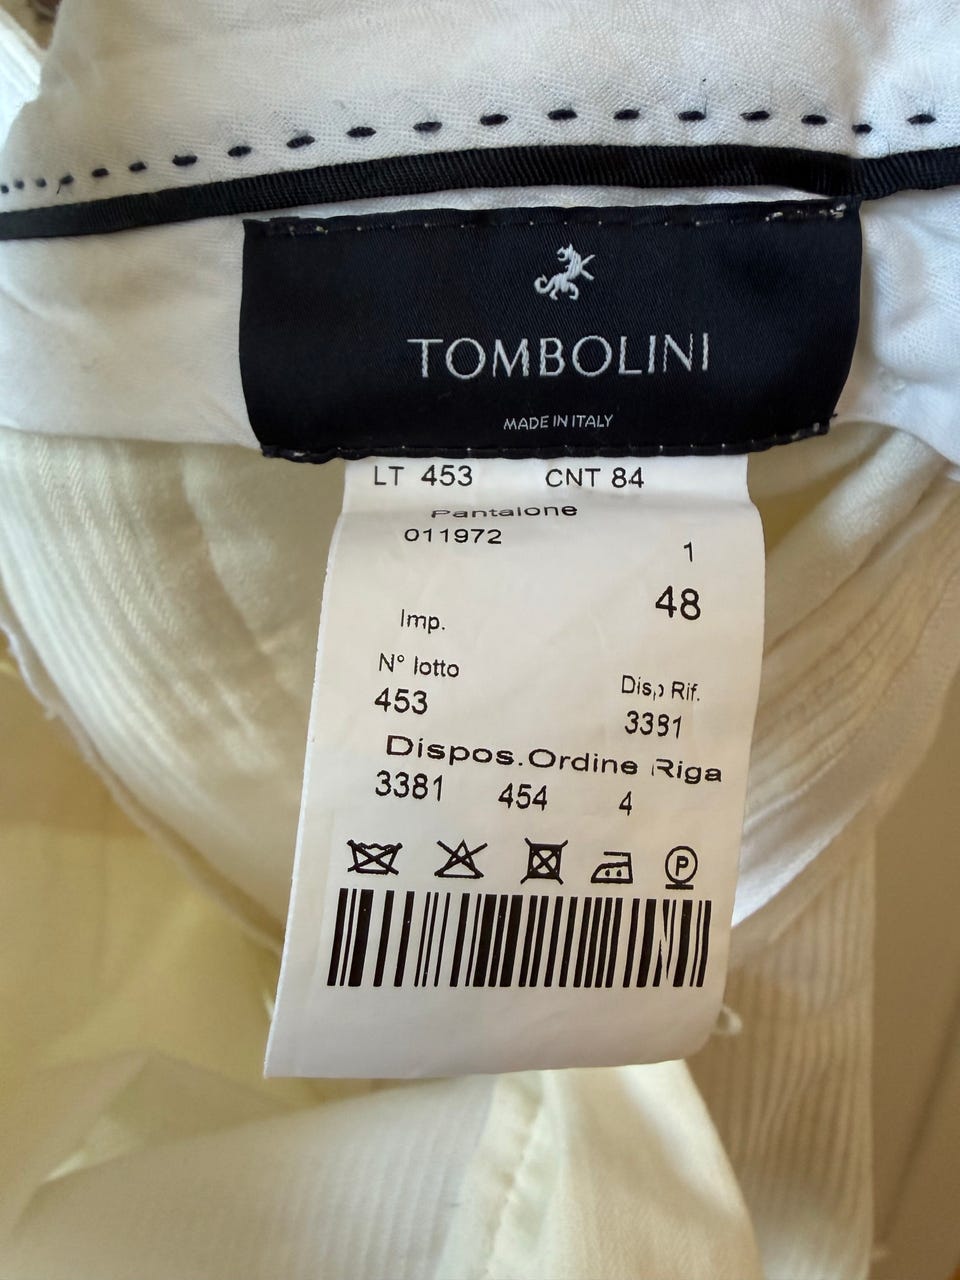 TOMBOLINI
MADE IN ITALY
LT 453 CNT 84
Pantalone
011972
1
48
Imp.
N° lotto
Disp Rif.
453
3381
Dispos.Ordine Riga
3381 454 4
P